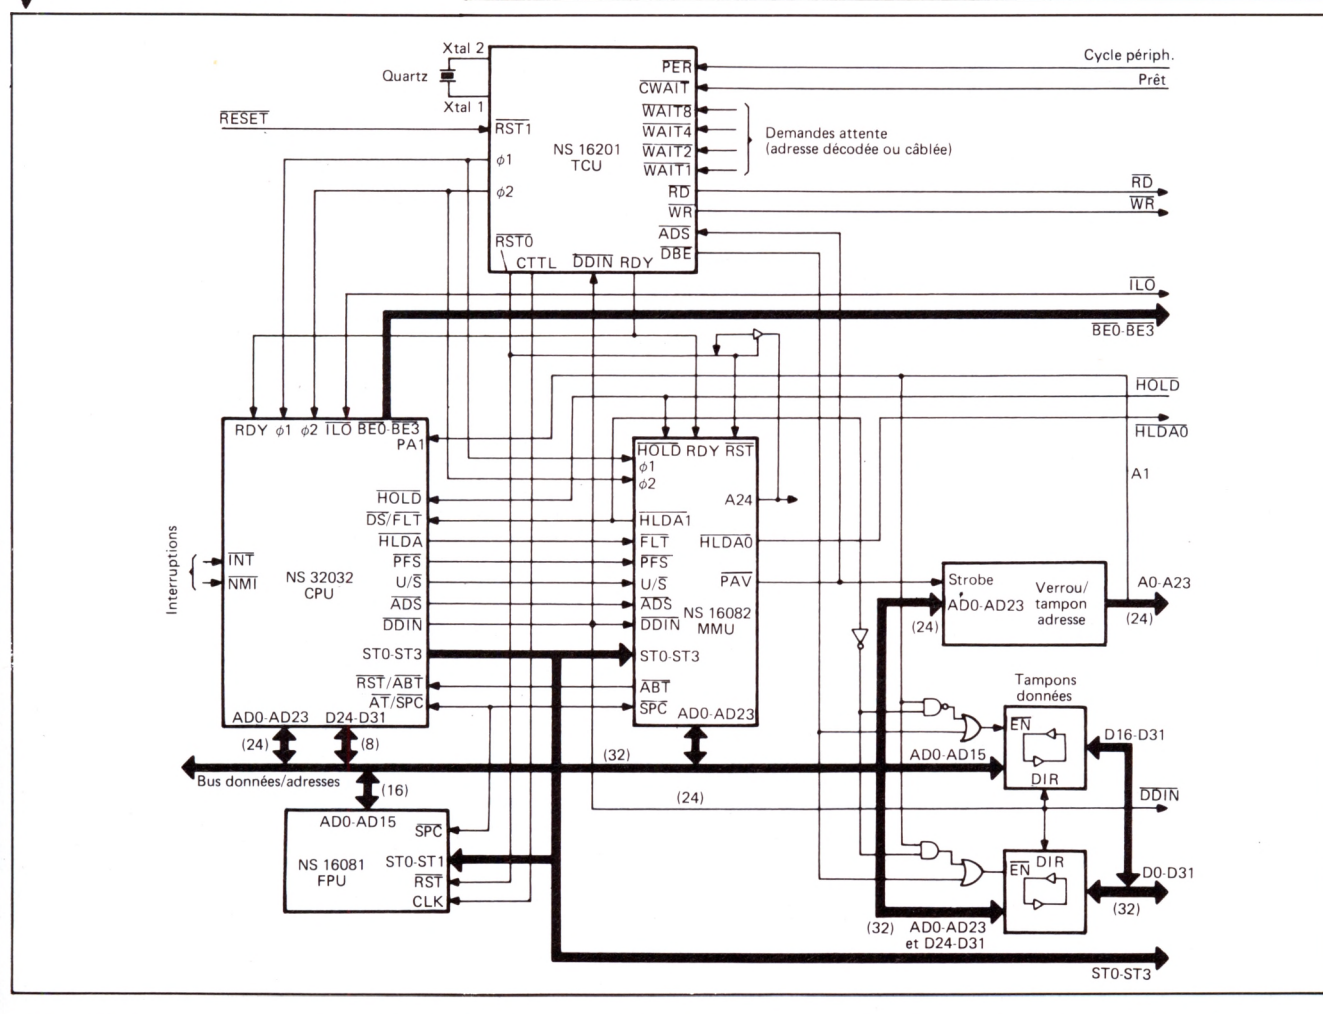 Xtal 2
Quartz
Xtal 1
RESET
RST1
φ1
φ2
RST0
CTTL
DDIN
RDY
NS 16201
TCU
PER
CWAIT
WAIT8
WAIT4
WAIT2
WAIT1
RD
WR
ADS
DBE
Cycle périph.
Prêt
Demandes attente
(adresse décodée ou câblée)
RD
WR
ILO
BE0-BE3
HOLD
HLDA0
A1
RDY φ1 φ2 ILO BE0-BE3
PA1
HOLD
DS/FLT
HLDA
PFS
U/S
ADS
DDIN
ST0-ST3
RST/ABT
AT/SPC
AD0-AD23 D24-D31
Interruptions
INT
NMI
NS 32032
CPU
HOLD RDY RST
φ1
φ2
A24
HLDA1
FLT
HLDA0
PFS
U/S
PAV
ADS
NS 16082
MMU
DDIN
ST0-ST3
ABT
SPC
AD0-AD23
Strobe
AD0-AD23
Verrou/
tampon
adresse
(24)
A0-A23
(24)
Tampons
données
EN
DIR
D16-D31
AD0-AD15
(24)
(8)
(32)
Bus données/adresses
(16)
(24)
DDIN
AD0-AD15
SPC
NS 16081
FPU
ST0-ST1
RST
CLK
DIR
EN
D0-D31
(32)
(32)
AD0-AD23
et D24-D31
ST0-ST3